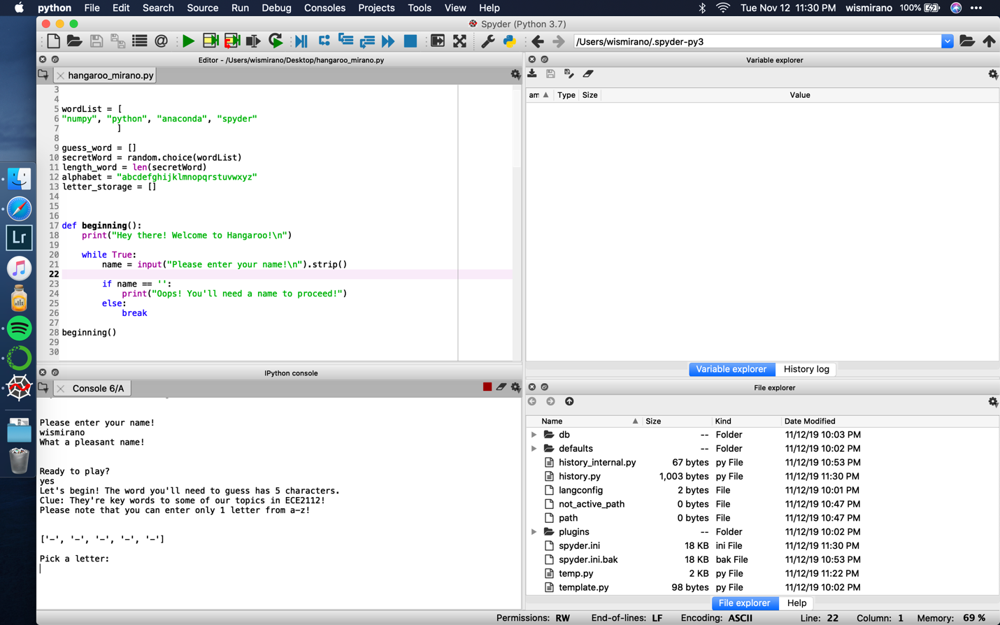 python File Edit Search Source Run Debug Consoles Projects Tools View Help Tue Nov 12 11:30 PM wismirano 100%
Spyder (Python 3.7)
/Users/wismirano/.spyder-py3
Editor - /Users/wismirano/Desktop/hangaroo_mirano.py
hangaroo_mirano.py
3
4
5 wordList = [
6 "numpy", "python", "anaconda", "spyder"
7 ]
8
9 guess_word = []
10 secretWord = random.choice(wordList)
11 length_word = len(secretWord)
12 alphabet = "abcdefghijklmnopqrstuvwxyz"
13 letter_storage = []
14
15
16
17 def beginning():
18 print("Hey there! Welcome to Hangaroo!\n")
19
20 while True:
21 name = input("Please enter your name!\n").strip()
22
23 if name == '':
24 print("Oops! You'll need a name to proceed!")
25 else:
26 break
27
28 beginning()
29
30
IPython console
Console 6/A
Please enter your name!
wismirano
What a pleasant name!
Ready to play?
yes
Let's begin! The word you'll need to guess has 5 characters.
Clue: They're key words to some of our topics in ECE2112!
Please note that you can enter only 1 letter from a-z!
['-', '-', '-', '-', '-']
Pick a letter:
Variable explorer
am Type Size Value
Variable explorer History log
File explorer
Name Size Kind Date Modified
db -- Folder 11/12/19 10:03 PM
defaults -- Folder 11/12/19 10:02 PM
history_internal.py 67 bytes py File 11/12/19 10:53 PM
history.py 1,003 bytes py File 11/12/19 11:30 PM
langconfig 2 bytes File 11/12/19 10:01 PM
not_active_path 0 bytes File 11/12/19 10:47 PM
path 0 bytes File 11/12/19 10:47 PM
plugins -- Folder 11/12/19 10:02 PM
spyder.ini 18 KB ini File 11/12/19 11:30 PM
spyder.ini.bak 18 KB bak File 11/12/19 10:53 PM
temp.py 2 KB py File 11/12/19 11:22 PM
template.py 98 bytes py File 11/12/19 10:02 PM
File explorer Help
Permissions: RW End-of-lines: LF Encoding: ASCII Line: 22 Column: 1 Memory: 69 %
Lr